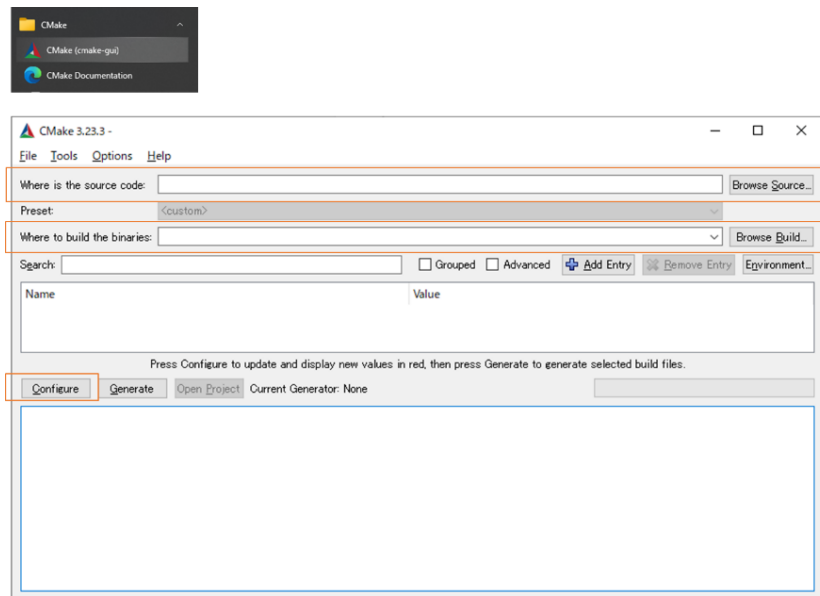 CMake
CMake (cmake-gui)
CMake Documentation
CMake 3.23.3 -
File Tools Options Help
Where is the source code: Browse Source...
Preset: <custom>
Where to build the binaries: Browse Build...
Search: Grouped Advanced Add Entry Remove Entry Environment...
Name Value
Press Configure to update and display new values in red, then press Generate to generate selected build files.
Configure Generate Open Project Current Generator: None